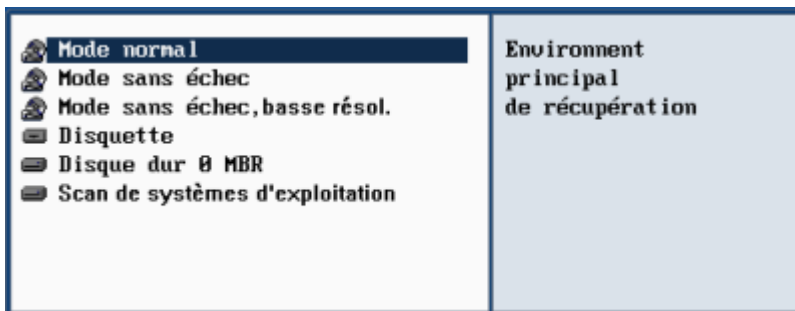 Mode normal
Mode sans échec
Mode sans échec,basse résol.
Disquette
Disque dur 0 MBR
Scan de systèmes d'exploitation
Environnent
principal
de récupération